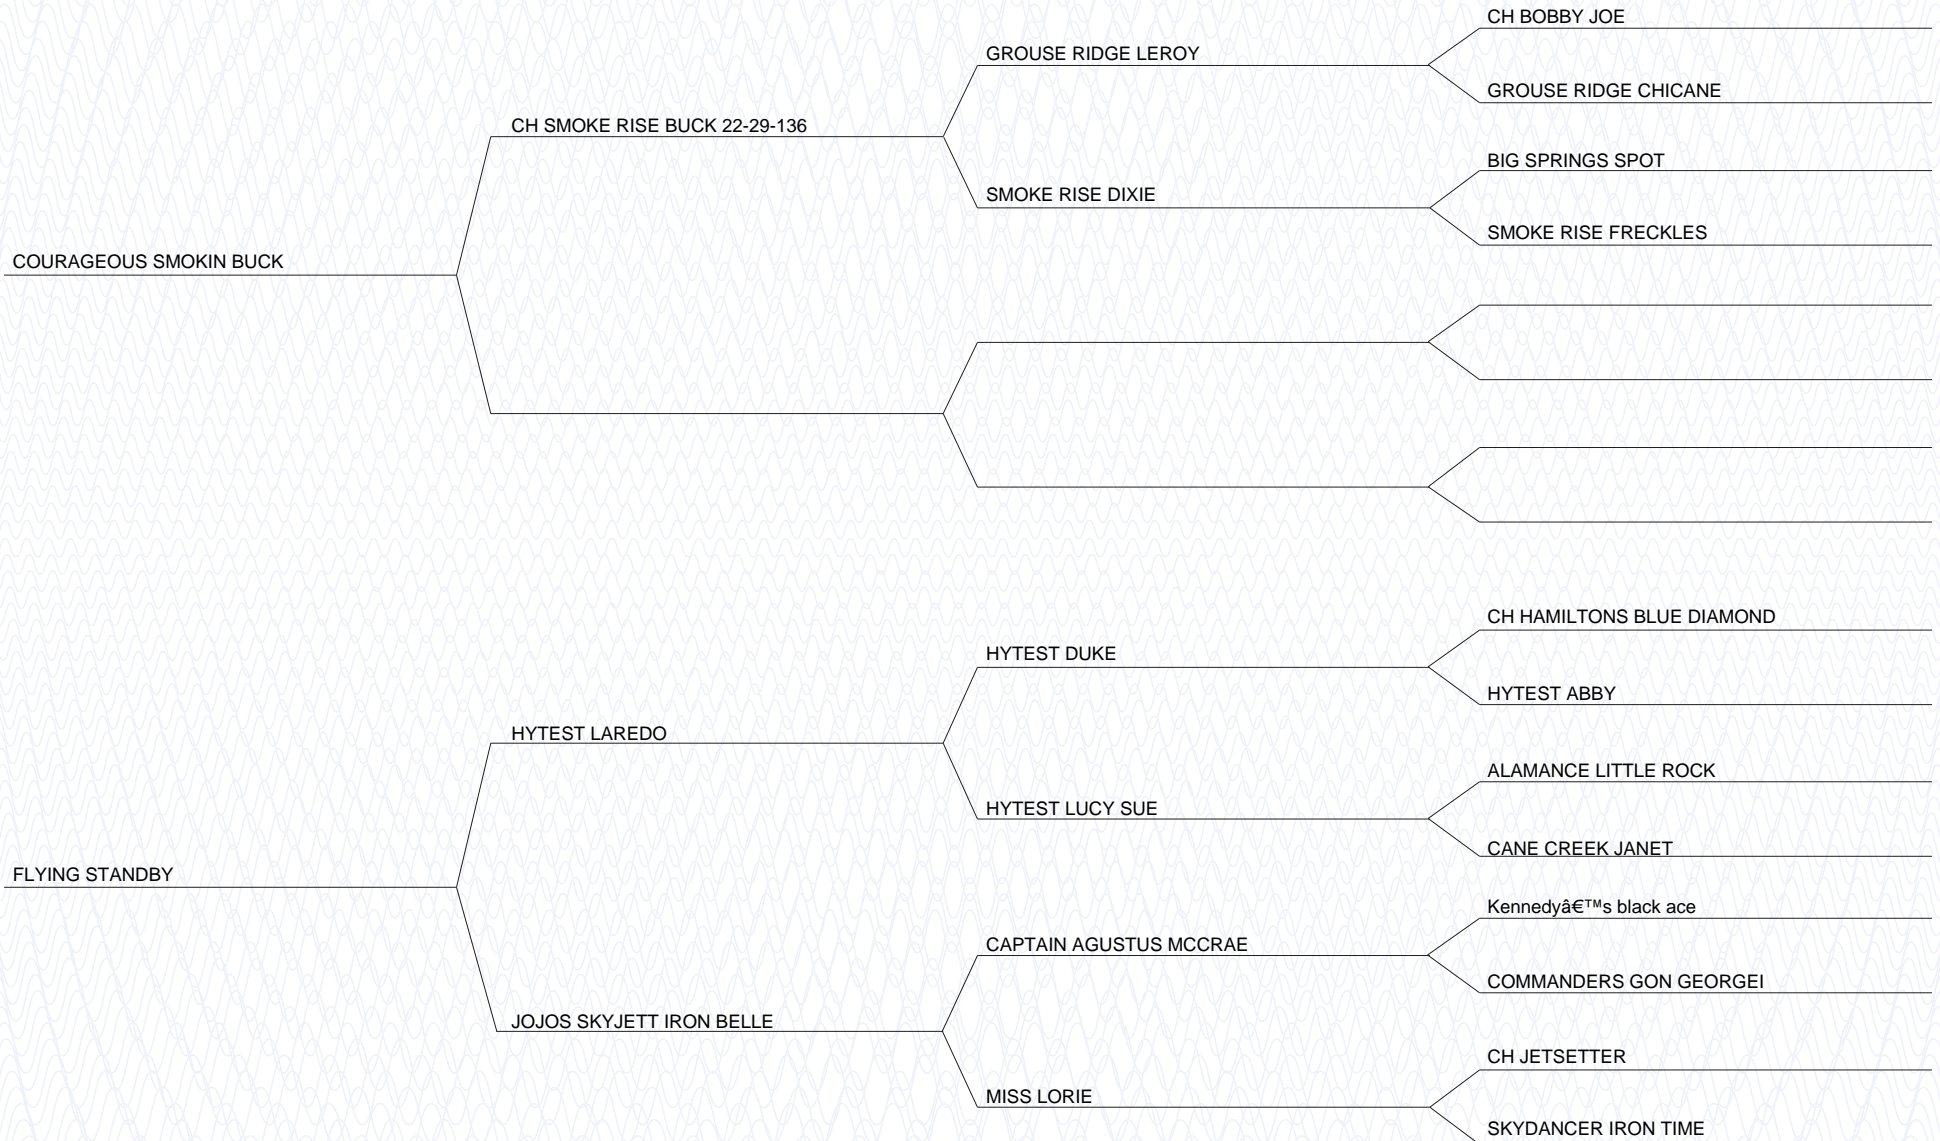 CH BOBBY JOE
GROUSE RIDGE LEROY
GROUSE RIDGE CHICANE
CH SMOKE RISE BUCK 22-29-136
BIG SPRINGS SPOT
SMOKE RISE DIXIE
SMOKE RISE FRECKLES
COURAGEOUS SMOKIN BUCK
CH HAMILTONS BLUE DIAMOND
HYTEST DUKE
HYTEST ABBY
HYTEST LAREDO
ALAMANCE LITTLE ROCK
HYTEST LUCY SUE
CANE CREEK JANET
FLYING STANDBY
Kennedyâ€™s black ace
CAPTAIN AGUSTUS MCCRAE
COMMANDERS GON GEORGEI
JOJOS SKYJETT IRON BELLE
CH JETSETTER
MISS LORIE
SKYDANCER IRON TIME